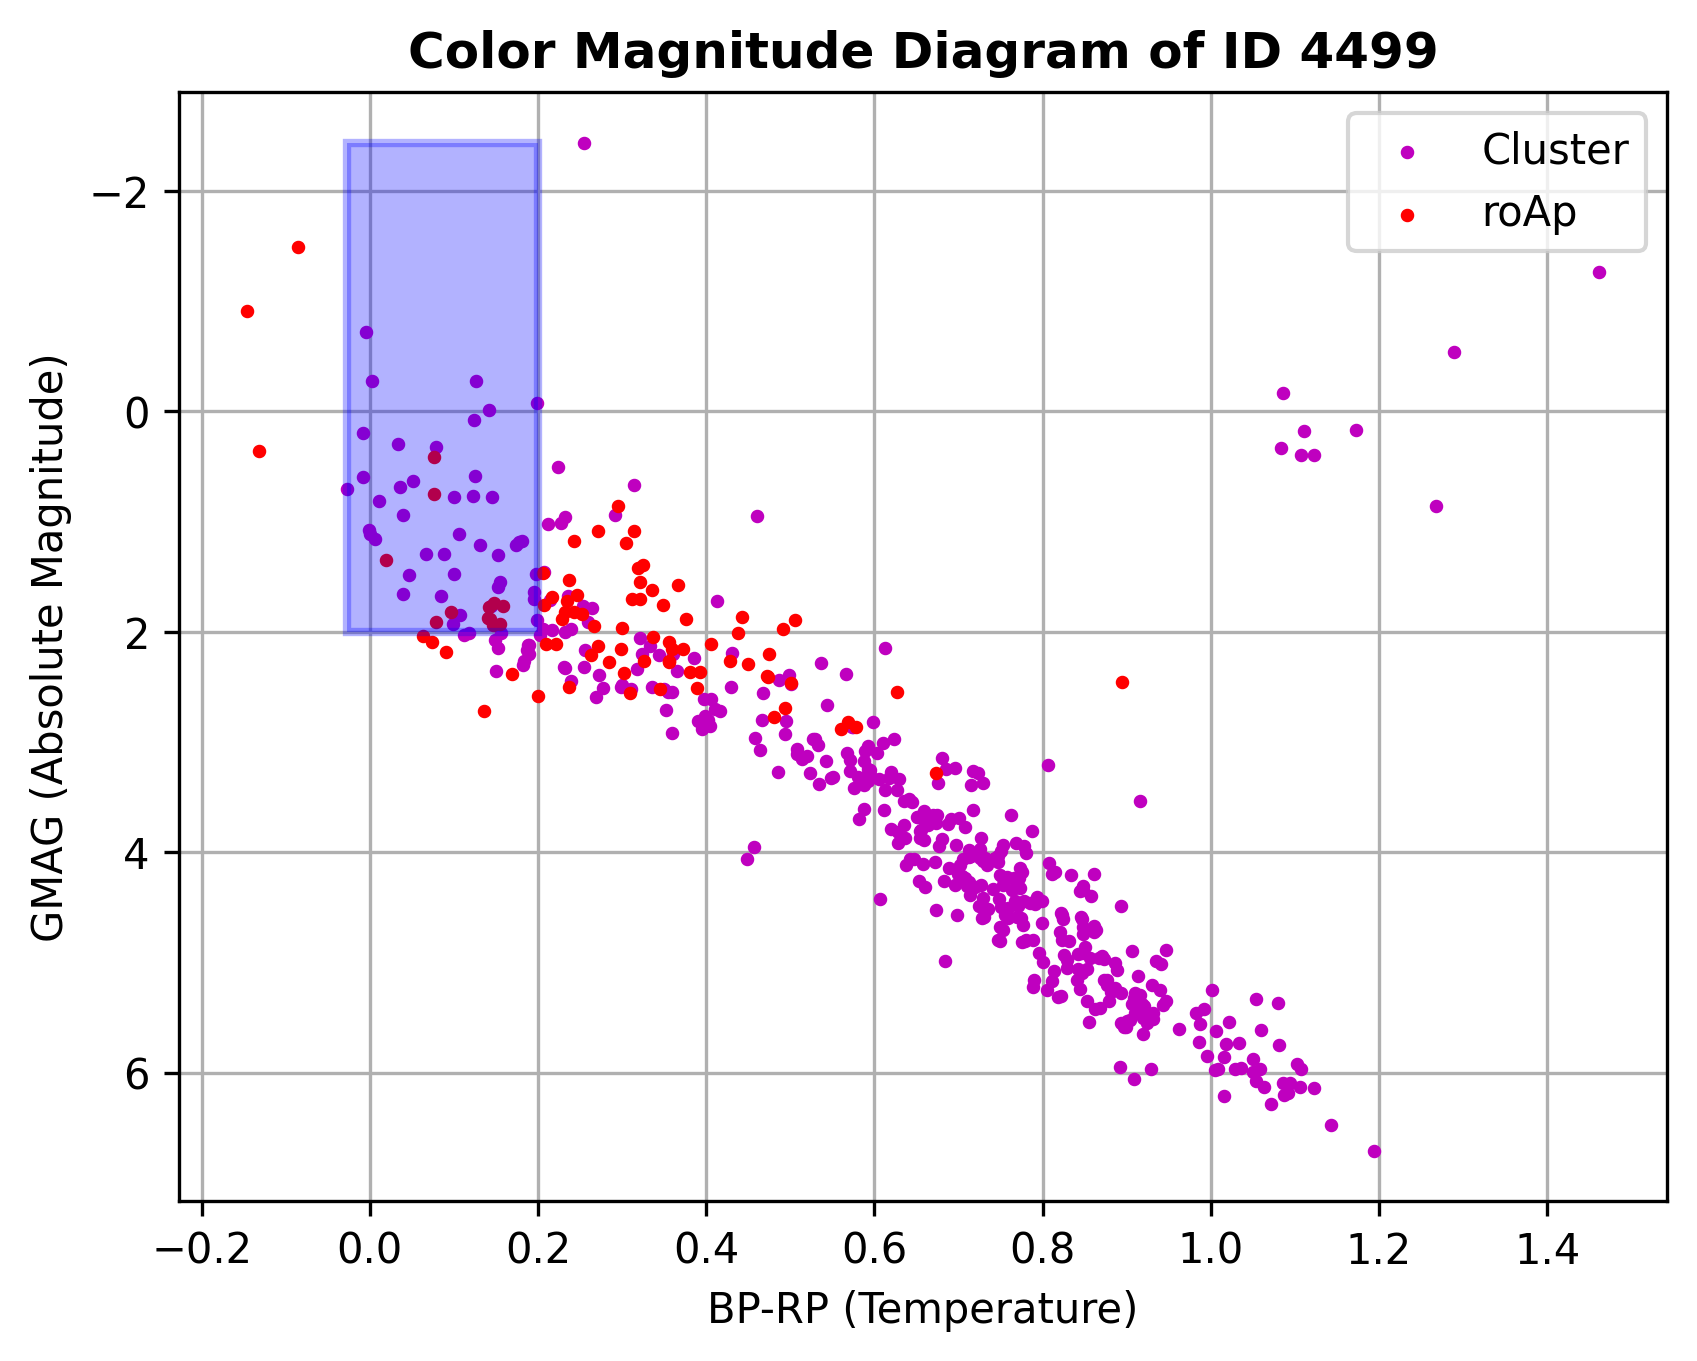 Color Magnitude Diagram of ID 4499
Cluster
roAp
GMAG (Absolute Magnitude)
−2
0
2
4
6
−0.2 0.0 0.2 0.4 0.6 0.8 1.0 1.2 1.4
BP-RP (Temperature)